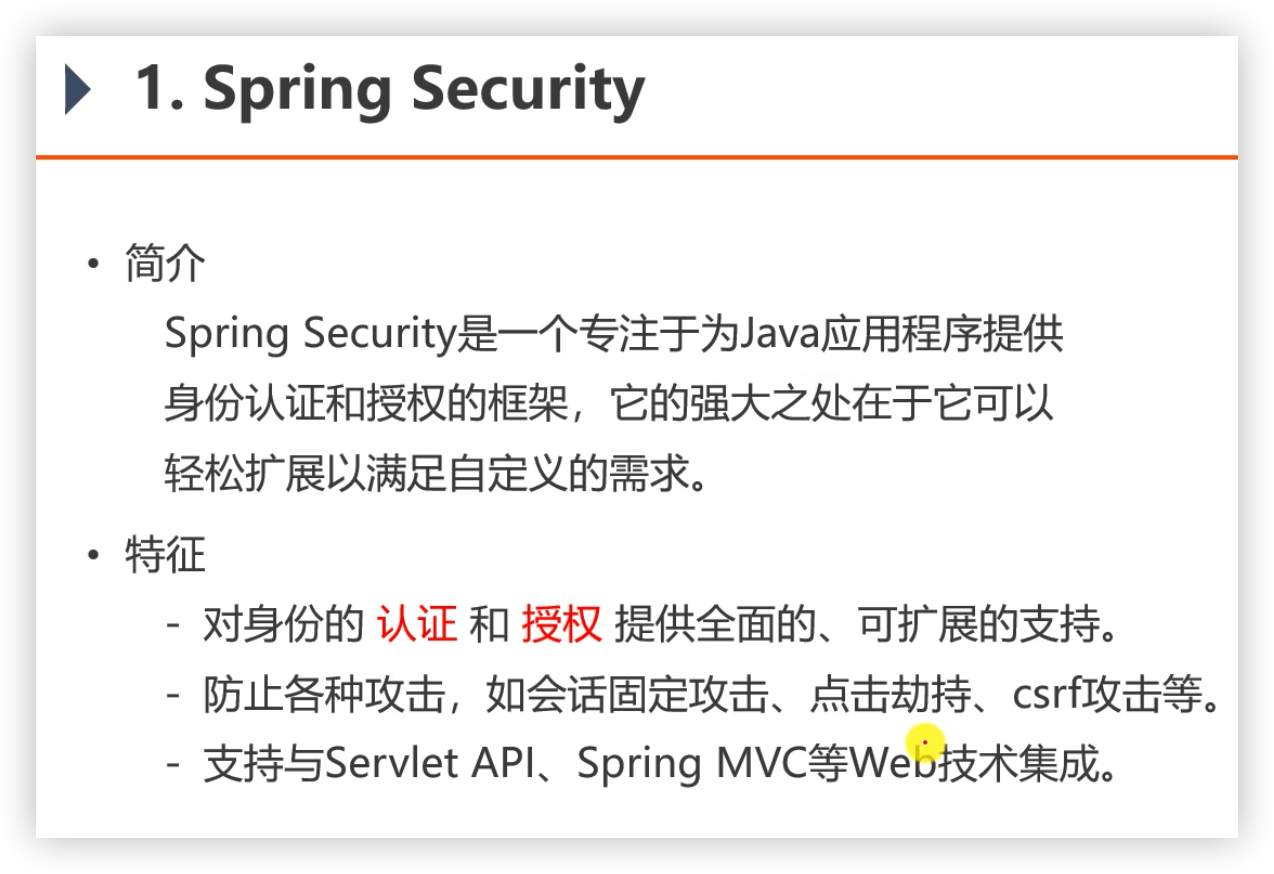 1. Spring Security
• 简介
Spring Security是一个专注于为Java应用程序提供
身份认证和授权的框架，它的强大之处在于它可以
轻松扩展以满足自定义的需求。
• 特征
- 对身份的 认证 和 授权 提供全面的、可扩展的支持。
- 防止各种攻击，如会话固定攻击、点击劫持、csrf攻击等。
- 支持与Servlet API、Spring MVC等Web技术集成。